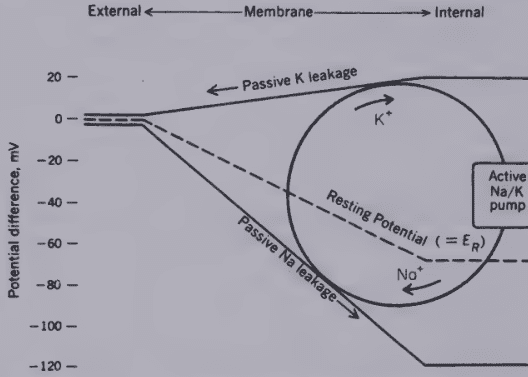 External
Membrane
Internal
20
0
−20
−40
−60
−80
−100
−120
Potential difference, mV
Passive K leakage
K+
Active
Na/K
pump
Resting Potential (= E_R)
Na+
Passive Na leakage